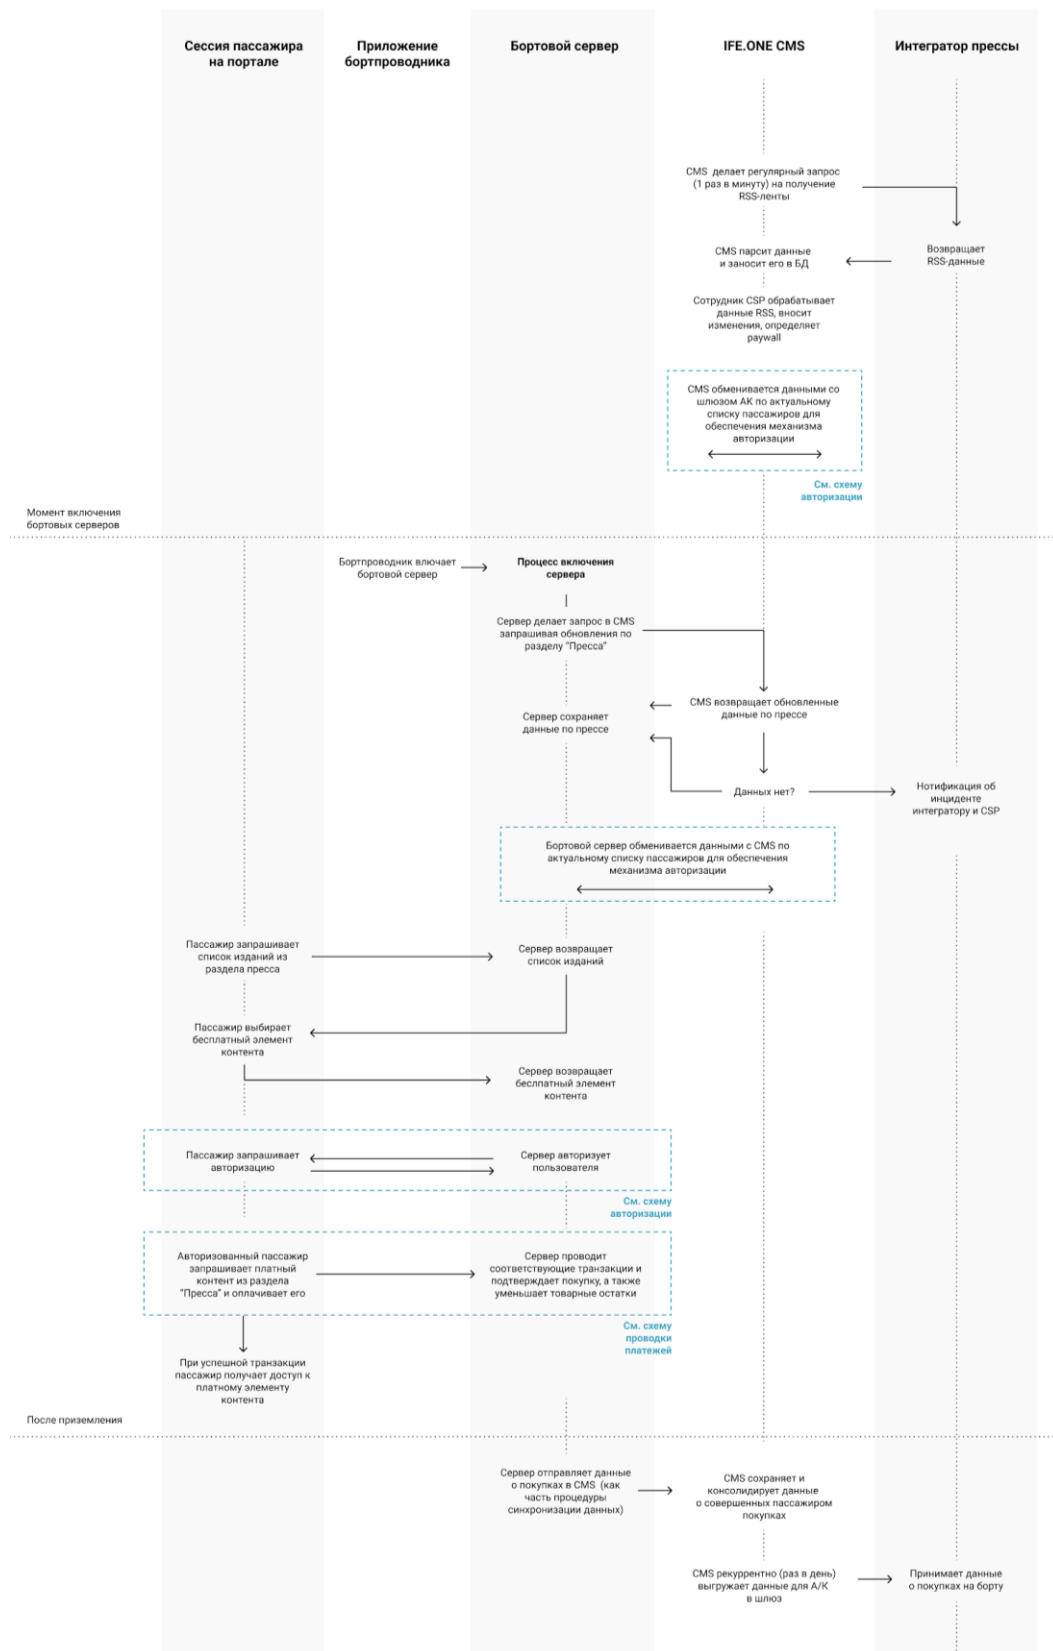 Сессия пассажира
на портале
Приложение
бортпроводника
Бортовой сервер
IFE.ONE CMS
Интегратор прессы
CMS делает регулярный запрос
(1 раз в минуту) на получение
RSS-ленты
CMS парсит данные
и заносит его в БД
Возвращает
RSS-данные
Сотрудник CSP обрабатывает
данные RSS, вносит
изменения, определяет
paywall
CMS обменивается данными со
шлюзом АК по актуальному
списку пассажиров для
обеспечения механизма
авторизации
См. схему
авторизации
Момент включения
бортовых серверов
Бортпроводник влючает
бортовой сервер
Процесс включения
сервера
Сервер делает запрос в CMS
запрашивая обновления по
разделу "Пресса"
CMS возвращает обновленные
данные по прессе
Сервер сохраняет
данные по прессе
Данных нет?
Нотификация об
инциденте
интегратору и CSP
Бортовой сервер обменивается данными с CMS по
актуальному списку пассажиров для обеспечения
механизма авторизации
Пассажир запрашивает
список изданий из
раздела пресса
Сервер возвращает
список изданий
Пассажир выбирает
бесплатный элемент
контента
Сервер возвращает
беслпатный элемент
контента
Пассажир запрашивает
авторизацию
Сервер авторизует
пользователя
См. схему
авторизации
Авторизованный пассажир
запрашивает платный
контент из раздела
"Пресса" и оплачивает его
Сервер проводит
соответствующие транзакции и
подтверждает покупку, а также
уменьшает товарные остатки
См. схему
проводки
платежей
При успешной транзакции
пассажир получает доступ к
платному элементу
контента
После приземления
Сервер отправляет данные
о покупках в CMS (как
часть процедуры
синхронизации данных)
CMS сохраняет и
консолидирует данные
о совершенных пассажиром
покупках
CMS рекуррентно (раз в день)
выгружает данные для А/К
в шлюз
Принимает данные
о покупках на борту